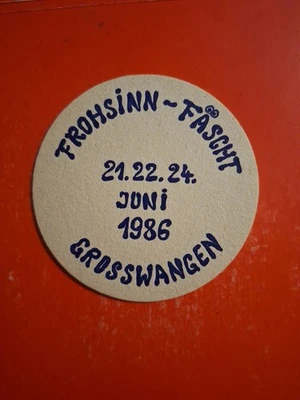 FROHSINN ~ FÄSCHT
21.22.24.
JUNI
1986
GROSSWANGEN